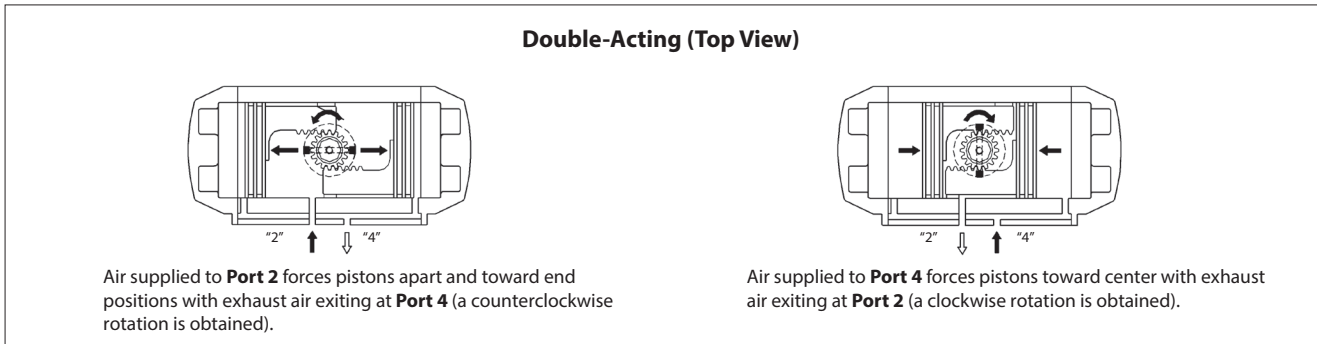 Double-Acting (Top View)
"2" "4"
Air supplied to Port 2 forces pistons apart and toward end
positions with exhaust air exiting at Port 4 (a counterclockwise
rotation is obtained).
"2" "4"
Air supplied to Port 4 forces pistons toward center with exhaust
air exiting at Port 2 (a clockwise rotation is obtained).